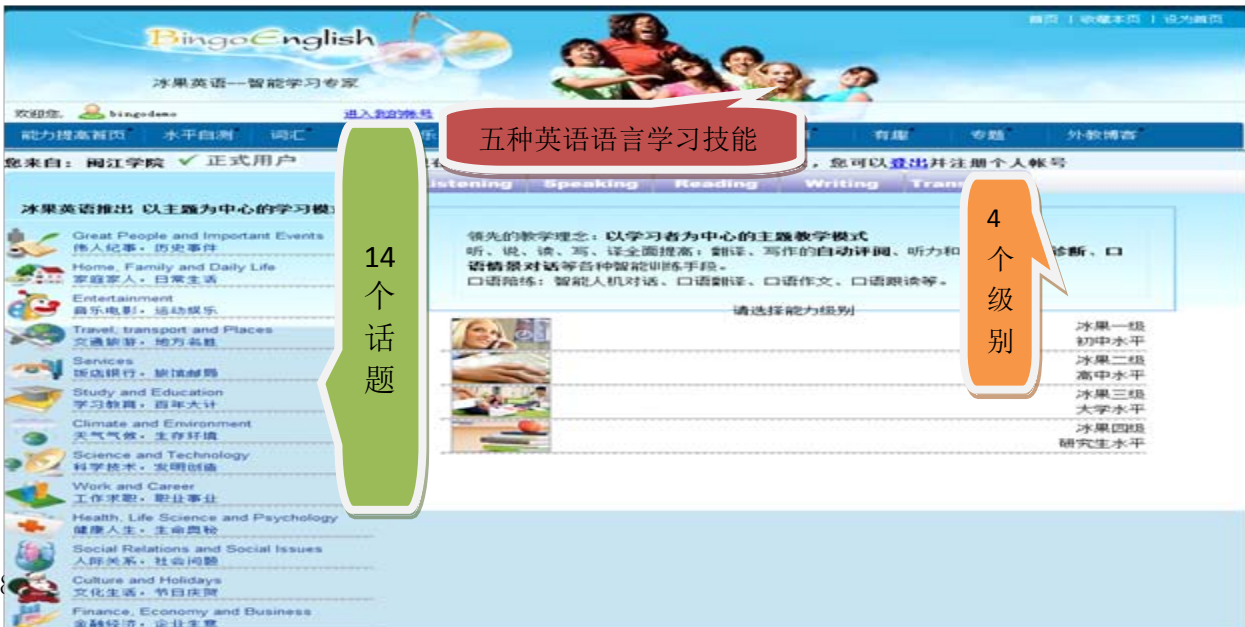 首页 | 收藏本页 | 设为首页
BingoEnglish
冰果英语--智能学习专家
欢迎您, bingodemo 进入我的帐号
能力提高首页 水平自测 词汇 乐 有趣 专题 外教博客
五种英语语言学习技能
您来自: 闽江学院 ✓ 正式用户 , 您可以登出并注册个人帐号
Listening Speaking Reading Writing Tran
冰果英语推出 以主题为中心的学习模
14个话题
4个级别
Great People and Important Events
伟人纪事·历史事件
Home, Family and Daily Life
家庭家人·日常生活
Entertainment
音乐电影·运动娱乐
Travel, transport and Places
交通旅游·地方名胜
Services
饭店银行·旅馆邮局
Study and Education
学习教育·百年大计
Climate and Environment
天气气候·生存环境
Science and Technology
科学技术·发明创造
Work and Career
工作求职·职业事业
Health, Life Science and Psychology
健康人生·生命奥秘
Social Relations and Social Issues
人际关系·社会问题
Culture and Holidays
文化生活·节日庆贺
Finance, Economy and Business
金融经济·企业生意
领先的教学理念: 以学习者为中心的主题教学模式
听、说、读、写、译全面提高; 翻译、写作的自动评阅、听力和 诊断、口
语情景对话等各种智能训练手段。
口语陪练: 智能人机对话、口语翻译、口语作文、口语跟读等。
请选择能力级别
冰果一级
初中水平
冰果二级
高中水平
冰果三级
大学水平
冰果四级
研究生水平